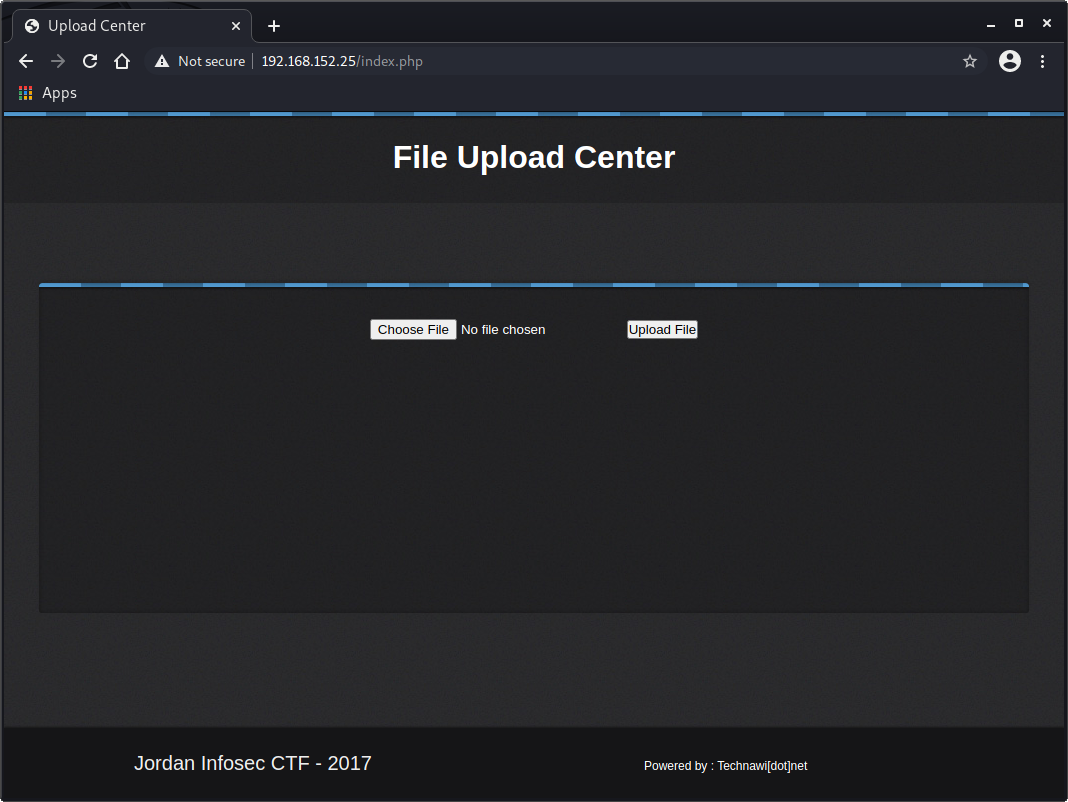 Upload Center
Not secure 192.168.152.25/index.php
Apps
File Upload Center
Choose File No file chosen Upload File
Jordan Infosec CTF - 2017 Powered by : Technawi[dot]net